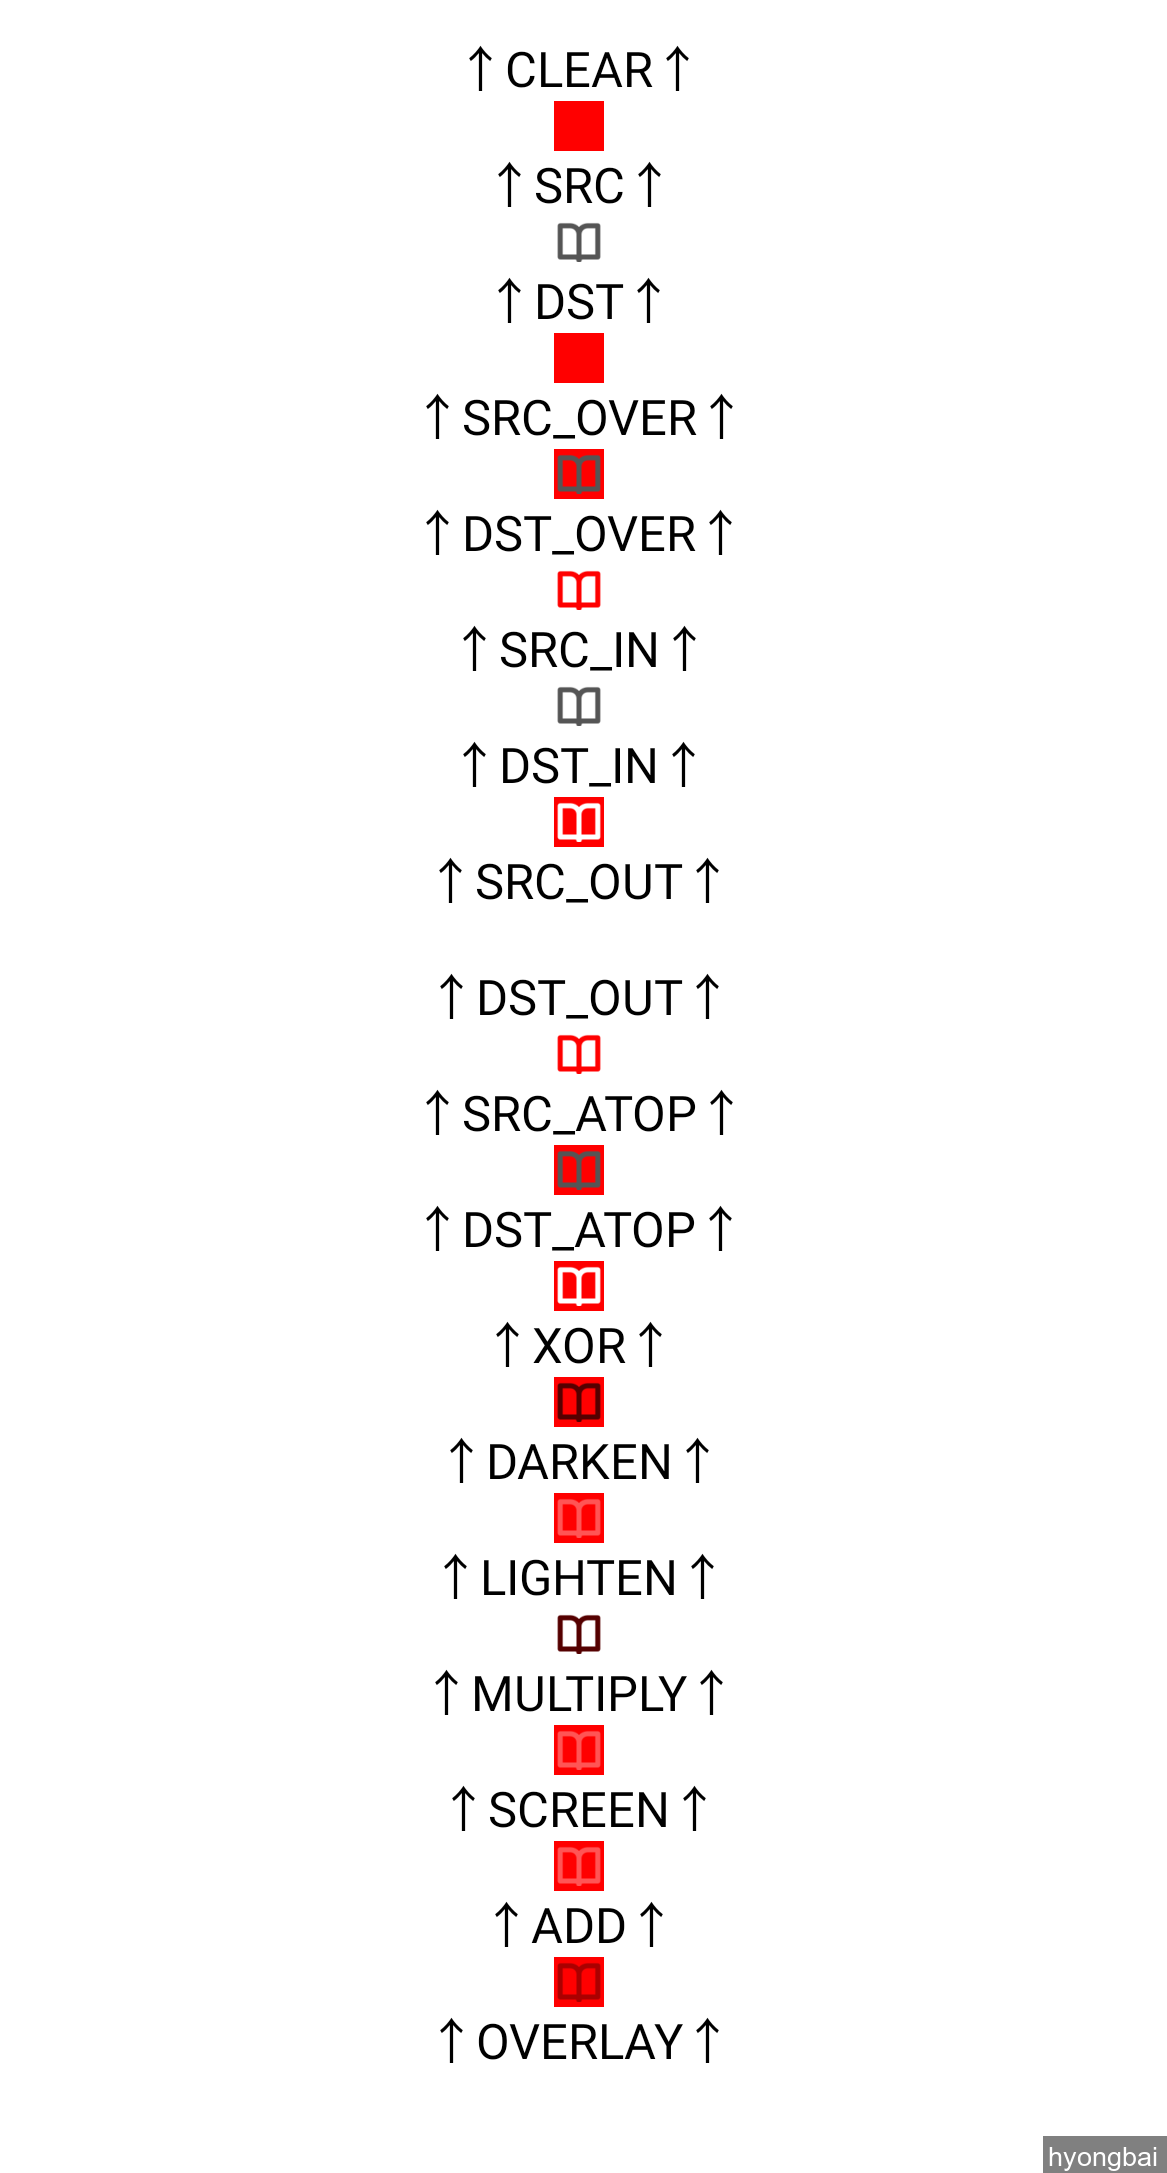 ↑ CLEAR ↑
↑ SRC ↑
↑ DST ↑
↑ SRC_OVER ↑
↑ DST_OVER ↑
↑ SRC_IN ↑
↑ DST_IN ↑
↑ SRC_OUT ↑
↑ DST_OUT ↑
↑ SRC_ATOP ↑
↑ DST_ATOP ↑
↑ XOR ↑
↑ DARKEN ↑
↑ LIGHTEN ↑
↑ MULTIPLY ↑
↑ SCREEN ↑
↑ ADD ↑
↑ OVERLAY ↑
hyongbai